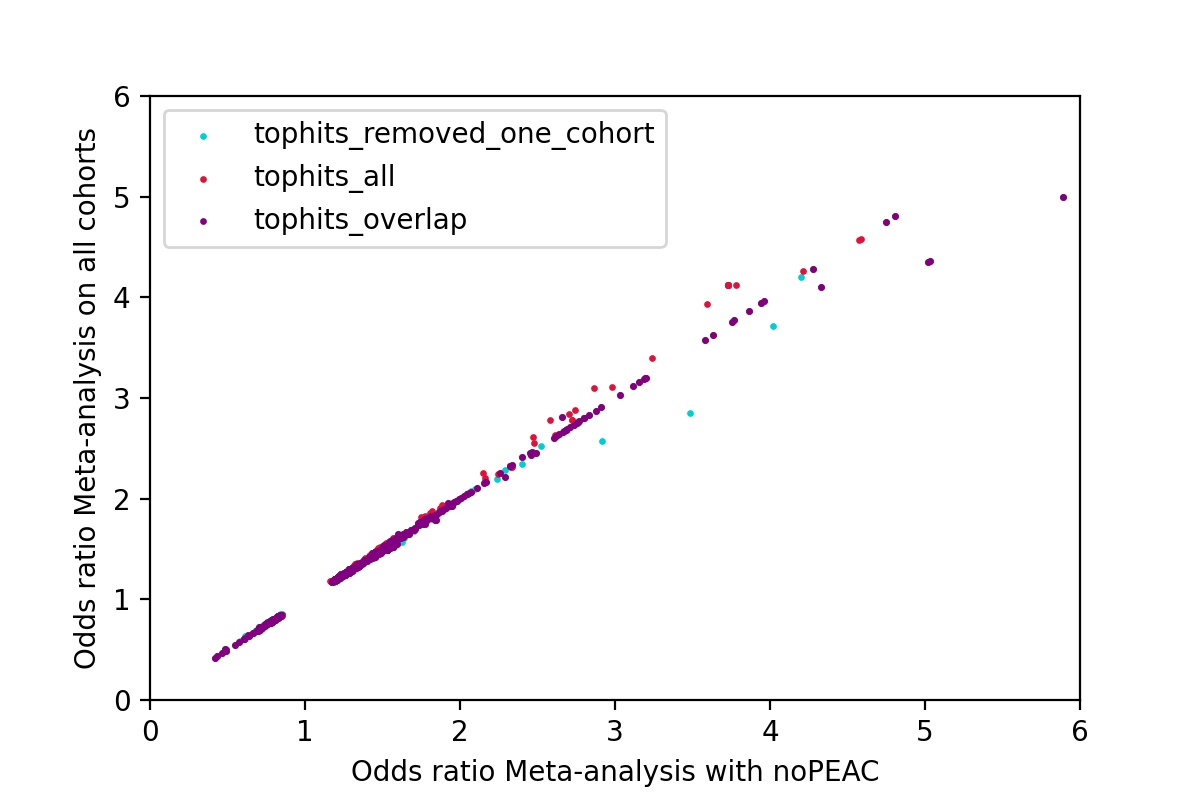 6
5
4
3
2
1
0
Odds ratio Meta-analysis on all cohorts
tophits_removed_one_cohort
tophits_all
tophits_overlap
0 1 2 3 4 5 6
Odds ratio Meta-analysis with noPEAC